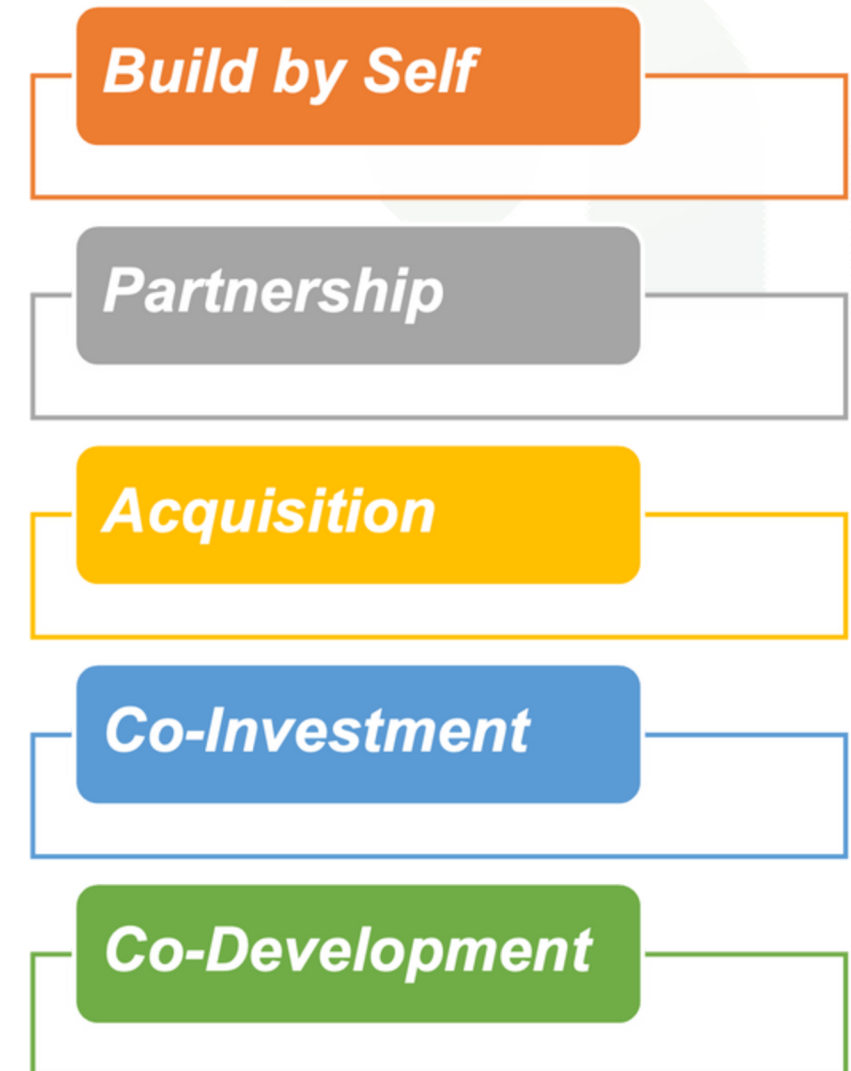 Build by Self
Partnership
Acquisition
Co-Investment
Co-Development